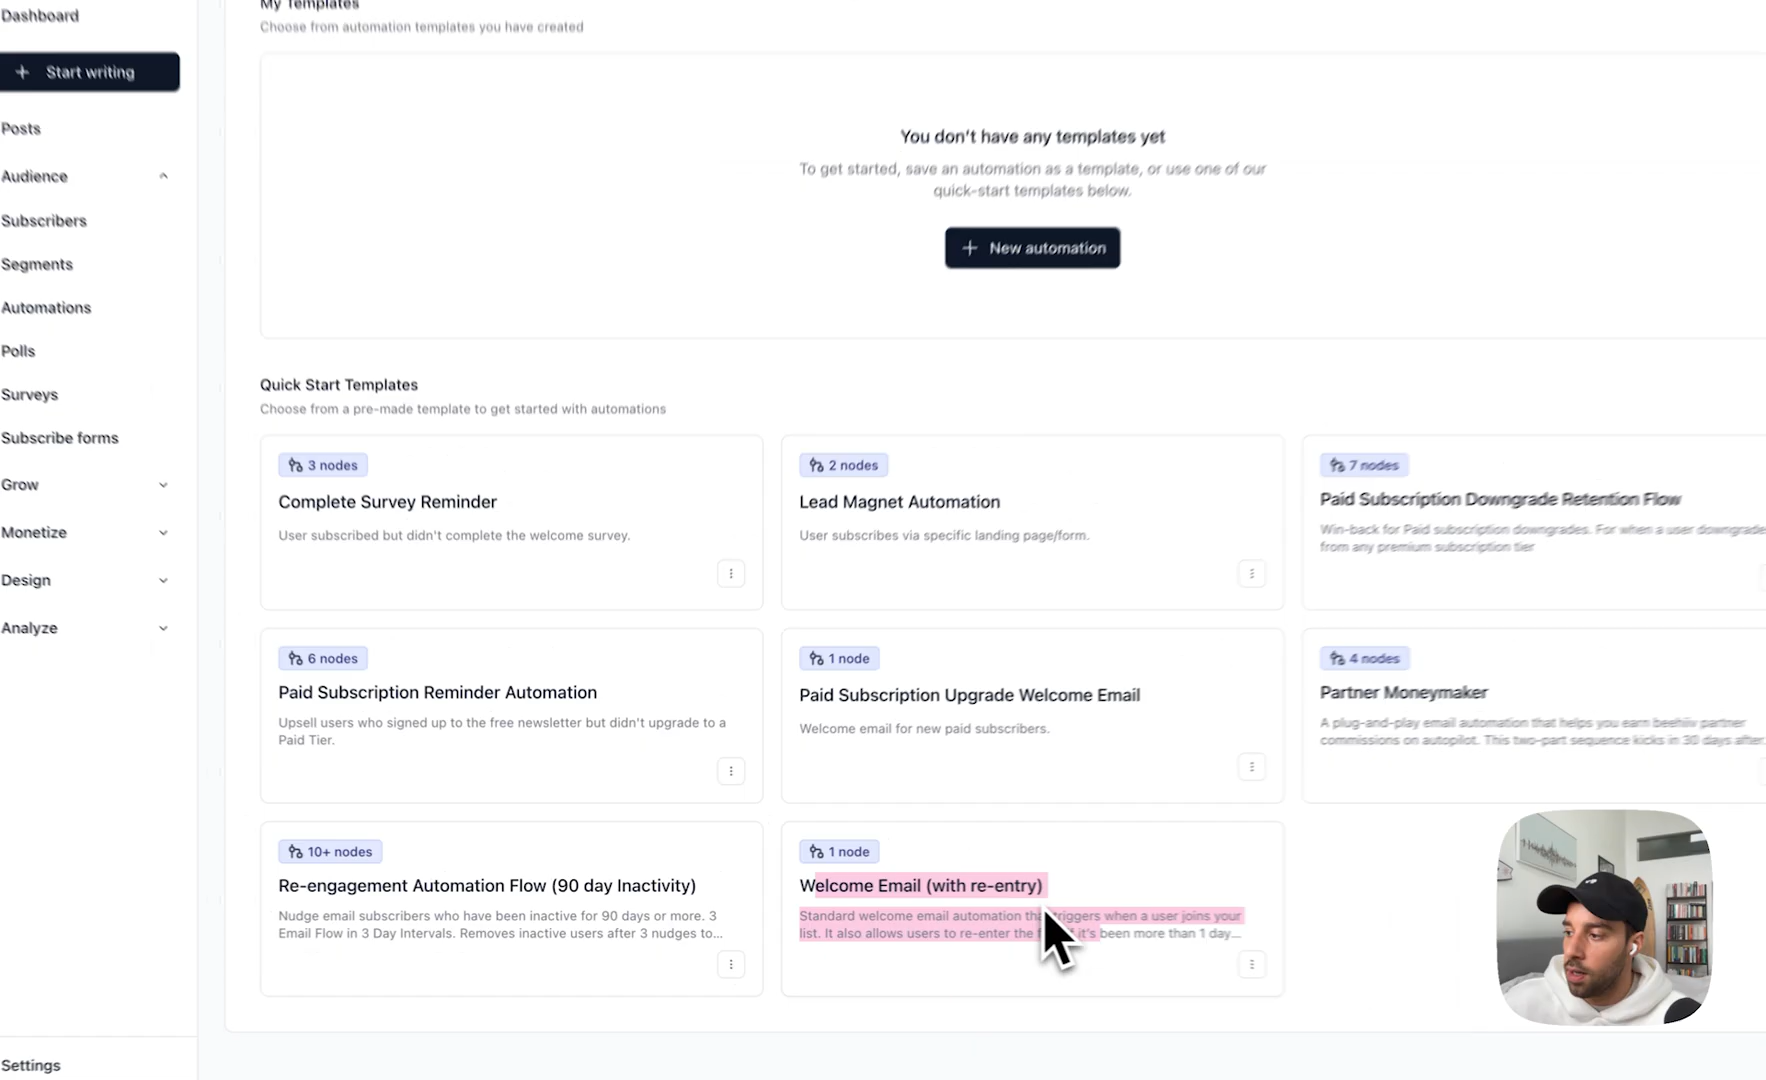 Dashboard
My Templates
Choose from automation templates you have created
+ Start writing
Posts
Audience
Subscribers
Segments
Automations
Polls
Surveys
Subscribe forms
Grow
Monetize
Design
Analyze
Settings
You don't have any templates yet
To get started, save an automation as a template, or use one of our
quick-start templates below.
+ New automation
Quick Start Templates
Choose from a pre-made template to get started with automations
3 nodes
Complete Survey Reminder
User subscribed but didn't complete the welcome survey.
2 nodes
Lead Magnet Automation
User subscribes via specific landing page/form.
7 nodes
Paid Subscription Downgrade Retention Flow
Win-back for Paid subscription downgrades. For when a user downgrade
from any premium subscription tier
6 nodes
Paid Subscription Reminder Automation
Upsell users who signed up to the free newsletter but didn't upgrade to a
Paid Tier.
1 node
Paid Subscription Upgrade Welcome Email
Welcome email for new paid subscribers.
4 nodes
Partner Moneymaker
A plug-and-play email automation that helps you earn beehiiv partner
commissions on autopilot. This two-part sequence kicks in 30 days after
10+ nodes
Re-engagement Automation Flow (90 day Inactivity)
Nudge email subscribers who have been inactive for 90 days or more. 3
Email Flow in 3 Day Intervals. Removes inactive users after 3 nudges to...
1 node
Welcome Email (with re-entry)
Standard welcome email automation triggers when a user joins your
list. It also allows users to re-enter the it's been more than 1 day...